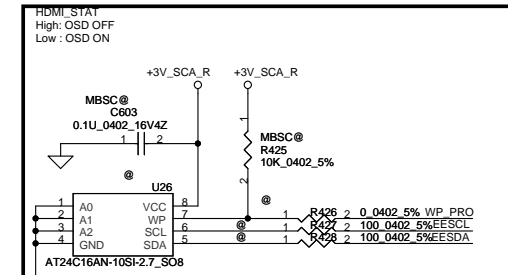 HDMI_STAT
High: OSD OFF
Low : OSD ON
+3V_SCA_R
+3V_SCA_R
MBSC@
C603
0.1U_0402_16V4Z
1 2
@
1
MBSC@
R425
10K_0402_5%
2
@
U26
1 A0 VCC 8
2 A1 WP 7
3 A2 SCL 6
4 GND SDA 5
AT24C16AN-10SI-2.7_SO8
1 R426 2 0_0402_5% WP_PRO
@ 1 R427 2 100_0402_5% EESCL
@ 1 R428 2 100_0402_5% EESDA